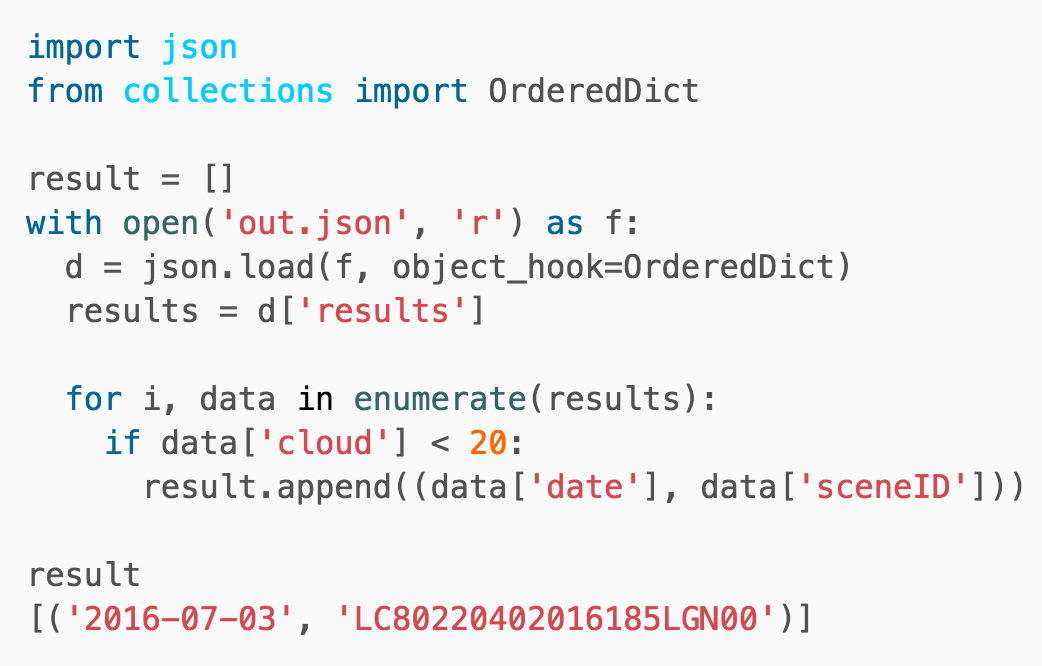 import json
from collections import OrderedDict

result = []
with open('out.json', 'r') as f:
  d = json.load(f, object_hook=OrderedDict)
  results = d['results']

  for i, data in enumerate(results):
    if data['cloud'] < 20:
      result.append((data['date'], data['sceneID']))

result
[('2016-07-03', 'LC80220402016185LGN00')]